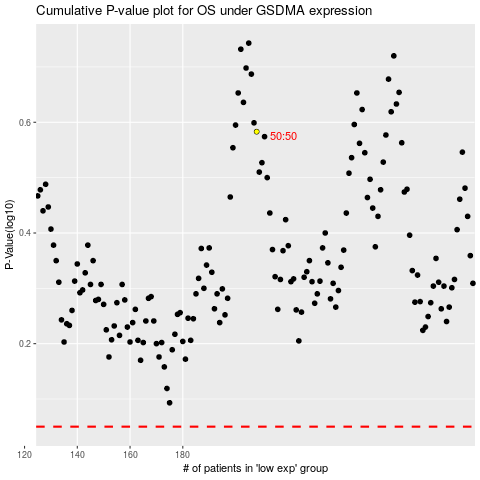 Cumulative P-value plot for OS under GSDMA expression
P-Value(log10)
0.6
0.4
0.2
50:50
120 140 160 180
# of patients in 'low exp' group